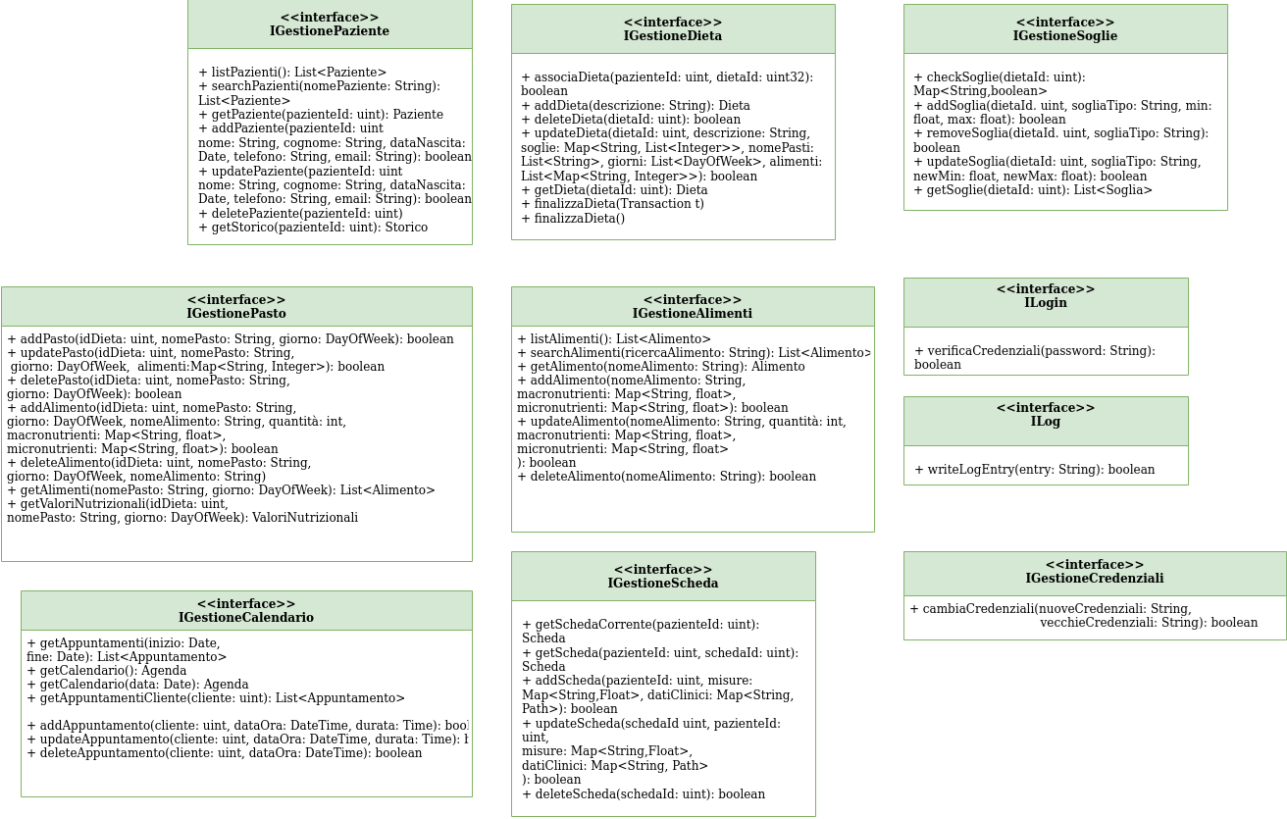 <<interface>>
IGestionePaziente
+ listPazienti(): List<Paziente>
+ searchPazienti(nomePaziente: String):
List<Paziente>
+ getPaziente(pazienteId: uint): Paziente
+ addPaziente(pazienteId: uint
nome: String, cognome: String, dataNascita:
Date, telefono: String, email: String): boolean
+ updatePaziente(pazienteId: uint
nome: String, cognome: String, dataNascita:
Date, telefono: String, email: String): boolean
+ deletePaziente(pazienteId: uint)
+ getStorico(pazienteId: uint): Storico
<<interface>>
IGestioneDieta
+ associaDieta(pazienteId: uint, dietaId: uint32):
boolean
+ addDieta(descrizione: String): Dieta
+ deleteDieta(dietaId: uint): boolean
+ updateDieta(dietaId: uint, descrizione: String,
soglie: Map<String, List<Integer>>, nomePasti:
List<String>, giorni: List<DayOfWeek>, alimenti:
List<Map<String, Integer>>): boolean
+ getDieta(dietaId: uint): Dieta
+ finalizzaDieta(Transaction t)
+ finalizzaDieta()
<<interface>>
IGestioneSoglie
+ checkSoglie(dietaId: uint):
Map<String,boolean>
+ addSoglia(dietaId. uint, sogliaTipo: String, min:
float, max: float): boolean
+ removeSoglia(dietaId. uint, sogliaTipo: String):
boolean
+ updateSoglia(dietaId: uint, sogliaTipo: String,
newMin: float, newMax: float): boolean
+ getSoglie(dietaId: uint): List<Soglia>
<<interface>>
IGestionePasto
+ addPasto(idDieta: uint, nomePasto: String, giorno: DayOfWeek): boolean
+ updatePasto(idDieta: uint, nomePasto: String,
giorno: DayOfWeek,  alimenti:Map<String, Integer>): boolean
+ deletePasto(idDieta: uint, nomePasto: String,
giorno: DayOfWeek): boolean
+ addAlimento(idDieta: uint, nomePasto: String,
giorno: DayOfWeek, nomeAlimento: String, quantità: int,
macronutrienti: Map<String, float>,
micronutrienti: Map<String, float>): boolean
+ deleteAlimento(idDieta: uint, nomePasto: String,
giorno: DayOfWeek, nomeAlimento: String)
+ getAlimenti(nomePasto: String, giorno: DayOfWeek): List<Alimento>
+ getValoriNutrizionali(idDieta: uint,
nomePasto: String, giorno: DayOfWeek): ValoriNutrizionali
<<interface>>
IGestioneAlimenti
+ listAlimenti(): List<Alimento>
+ searchAlimenti(ricercaAlimento: String): List<Alimento>
+ getAlimento(nomeAlimento: String): Alimento
+ addAlimento(nomeAlimento: String,
macronutrienti: Map<String, float>,
micronutrienti: Map<String, float>): boolean
+ updateAlimento(nomeAlimento: String, quantità: int,
macronutrienti: Map<String, float>,
micronutrienti: Map<String, float>
): boolean
+ deleteAlimento(nomeAlimento: String): boolean
<<interface>>
ILogin
+ verificaCredenziali(password: String):
boolean
<<interface>>
ILog
+ writeLogEntry(entry: String): boolean
<<interface>>
IGestioneCalendario
+ getAppuntamenti(inizio: Date,
fine: Date): List<Appuntamento>
+ getCalendario(): Agenda
+ getCalendario(data: Date): Agenda
+ getAppuntamentiCliente(cliente: uint): List<Appuntamento>
+ addAppuntamento(cliente: uint, dataOra: DateTime, durata: Time): bool
+ updateAppuntamento(cliente: uint, dataOra: DateTime, durata: Time):
+ deleteAppuntamento(cliente: uint, dataOra: DateTime): boolean
<<interface>>
IGestioneScheda
+ getSchedaCorrente(pazienteId: uint):
Scheda
+ getScheda(pazienteId: uint, schedaId: uint):
Scheda
+ addScheda(pazienteId: uint, misure:
Map<String,Float>, datiClinici: Map<String,
Path>): boolean
+ updateScheda(schedaId uint, pazienteId:
uint,
misure: Map<String,Float>,
datiClinici: Map<String, Path>
): boolean
+ deleteScheda(schedaId: uint): boolean
<<interface>>
IGestioneCredenziali
+ cambiaCredenziali(nuoveCredenziali: String,
vecchieCredenziali: String): boolean